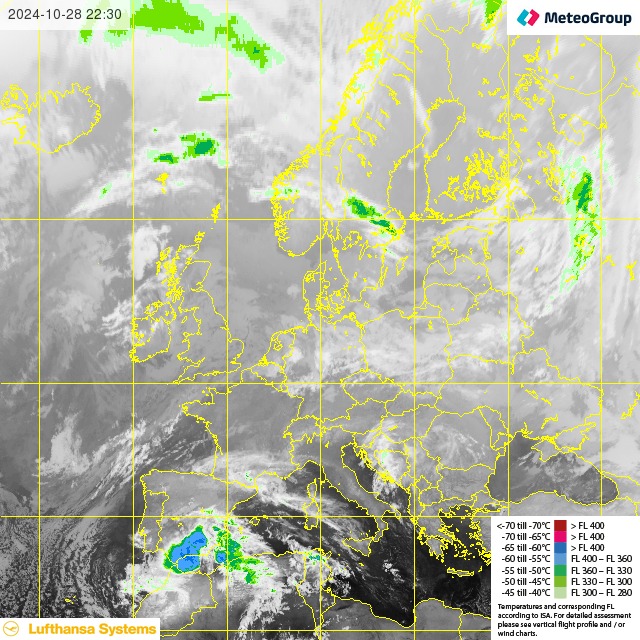 2024-10-28 22:30
MeteoGroup
<-70 till -70°C > FL 400
-70 till -65°C > FL 400
-65 till -60°C > FL 400
-60 till -55°C FL 400 – FL 360
-55 till -50°C FL 360 – FL 330
-50 till -45°C FL 330 – FL 300
-45 till -40°C FL 300 – FL 280
Temperatures and corresponding FL
according to ISA. For detailed assessment
please see vertical flight profile and / or
wind charts.
Lufthansa Systems